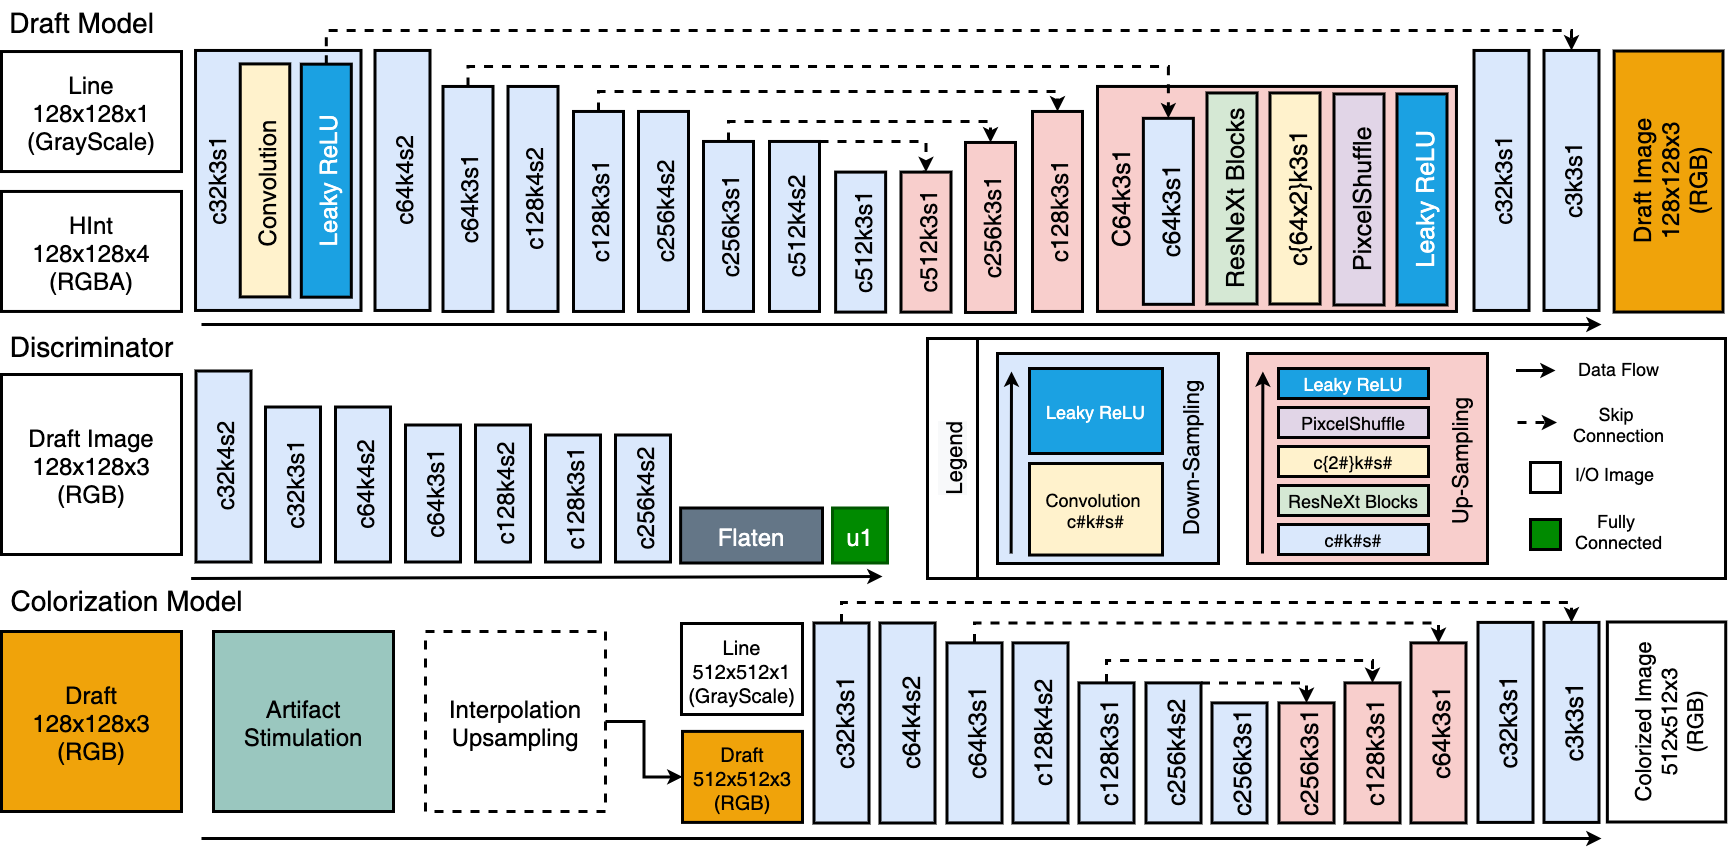 Draft Model
Line
128x128x1
(GrayScale)
HInt
128x128x4
(RGBA)
c32k3s1
Convolution
Leaky ReLU
c64k4s2
c64k3s1
c128k4s2
c128k3s1
c256k4s2
c256k3s1
c512k4s2
c512k3s1
c512k3s1
c256k3s1
c128k3s1
C64k3s1
c64k3s1
ResNeXt Blocks
c{64x2}k3s1
PixcelShuffle
Leaky ReLU
c32k3s1
c3k3s1
Draft Image
128x128x3
(RGB)
Discriminator
Draft Image
128x128x3
(RGB)
c32k4s2
c32k3s1
c64k4s2
c64k3s1
c128k4s2
c128k3s1
c256k4s2
Flaten
u1
Legend
Leaky ReLU
Convolution
c#k#s#
Down-Sampling
Leaky ReLU
PixcelShuffle
c{2#}k#s#
ResNeXt Blocks
c#k#s#
Up-Sampling
Data Flow
Skip
Connection
I/O Image
Fully
Connected
Colorization Model
Draft
128x128x3
(RGB)
Artifact
Stimulation
Interpolation
Upsampling
Line
512x512x1
(GrayScale)
Draft
512x512x3
(RGB)
c32k3s1
c64k4s2
c64k3s1
c128k4s2
c128k3s1
c256k4s2
c256k3s1
c256k3s1
c128k3s1
c64k3s1
c32k3s1
c3k3s1
Colorized Image
512x512x3
(RGB)